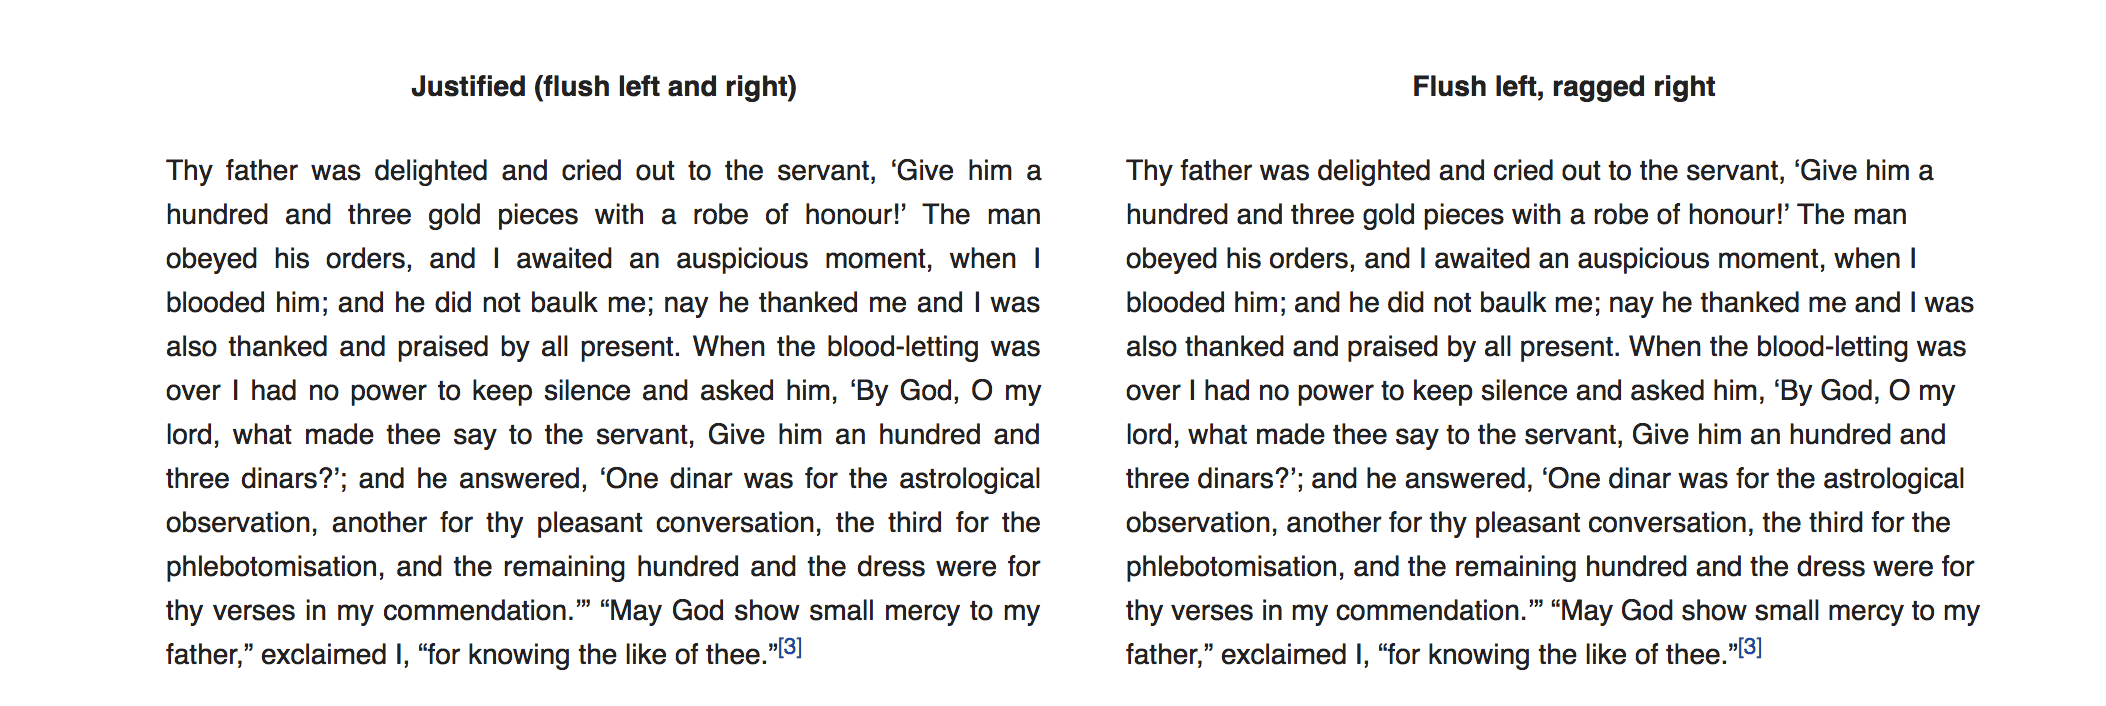 Justified (flush left and right)
Thy father was delighted and cried out to the servant, ‘Give him a
hundred and three gold pieces with a robe of honour!’ The man
obeyed his orders, and I awaited an auspicious moment, when I
blooded him; and he did not baulk me; nay he thanked me and I was
also thanked and praised by all present. When the blood-letting was
over I had no power to keep silence and asked him, ‘By God, O my
lord, what made thee say to the servant, Give him an hundred and
three dinars?’; and he answered, ‘One dinar was for the astrological
observation, another for thy pleasant conversation, the third for the
phlebotomisation, and the remaining hundred and the dress were for
thy verses in my commendation.’” “May God show small mercy to my
father,” exclaimed I, “for knowing the like of thee.”[3]
Flush left, ragged right
Thy father was delighted and cried out to the servant, ‘Give him a
hundred and three gold pieces with a robe of honour!’ The man
obeyed his orders, and I awaited an auspicious moment, when I
blooded him; and he did not baulk me; nay he thanked me and I was
also thanked and praised by all present. When the blood-letting was
over I had no power to keep silence and asked him, ‘By God, O my
lord, what made thee say to the servant, Give him an hundred and
three dinars?’; and he answered, ‘One dinar was for the astrological
observation, another for thy pleasant conversation, the third for the
phlebotomisation, and the remaining hundred and the dress were for
thy verses in my commendation.’” “May God show small mercy to my
father,” exclaimed I, “for knowing the like of thee.”[3]